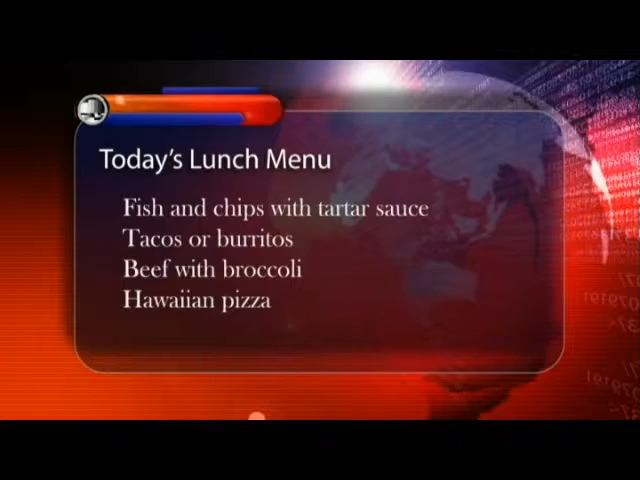 Today's Lunch Menu
Fish and chips with tartar sauce
Tacos or burritos
Beef with broccoli
Hawaiian pizza